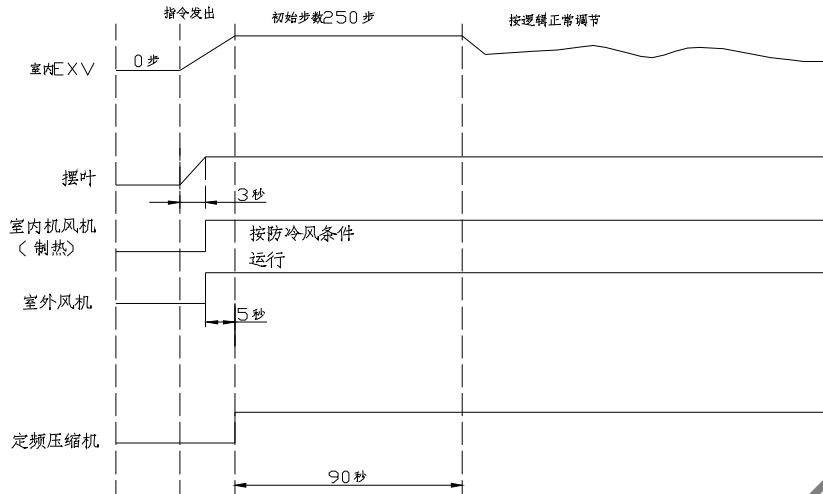 指令发出
初始步数250步
按逻辑正常调节
室内EXV
0步
摆叶
3秒
室内机风机
(制热)
按防冷风条件
运行
室外风机
5秒
定频压缩机
90秒